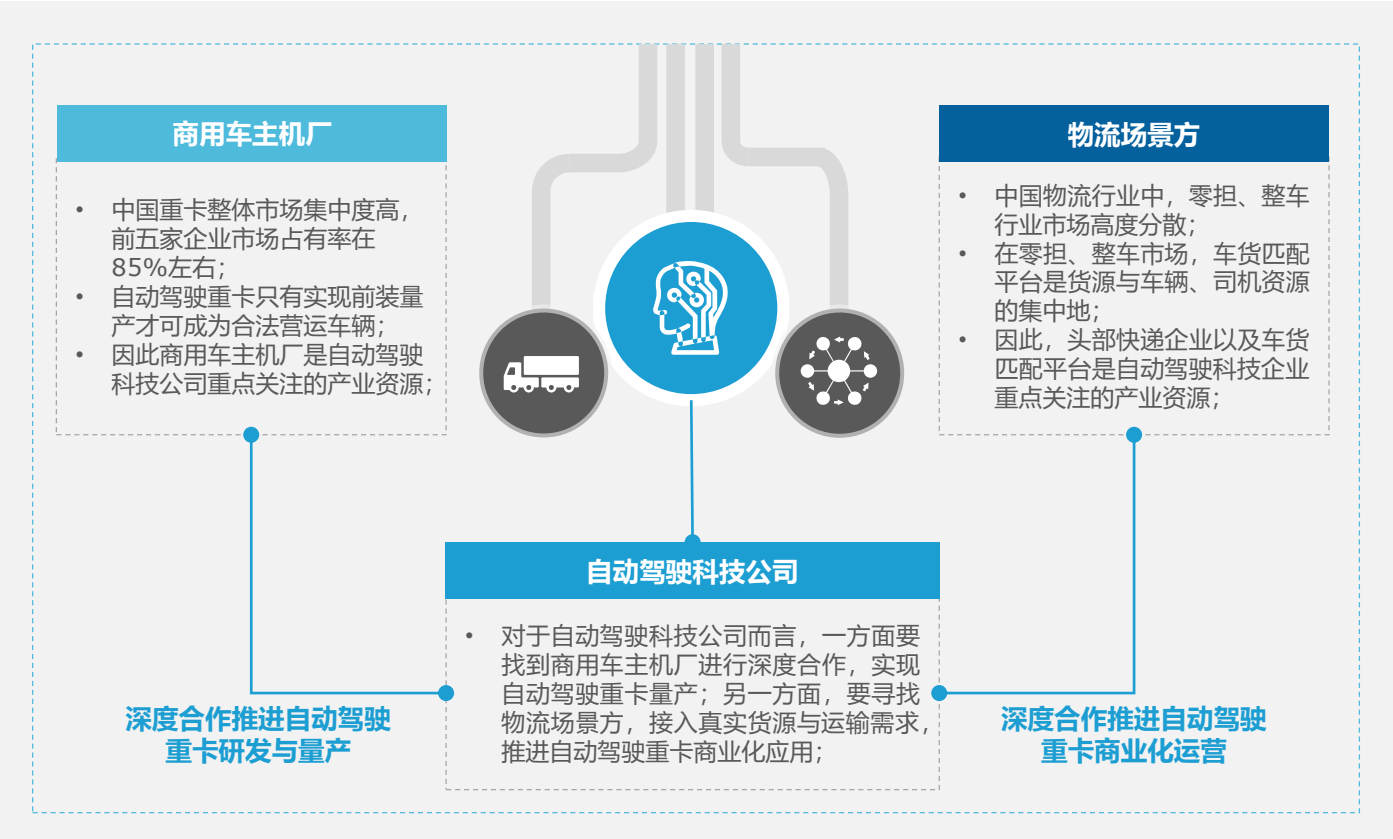 商用车主机厂
• 中国重卡整体市场集中度高，
前五家企业市场占有率在
85%左右；
• 自动驾驶重卡只有实现前装量
产才可成为合法营运车辆；
• 因此商用车主机厂是自动驾驶
科技公司重点关注的产业资源；
物流场景方
• 中国物流行业中，零担、整车
行业市场高度分散；
• 在零担、整车市场，车货匹配
平台是货源与车辆、司机资源
的集中地；
• 因此，头部快递企业以及车货
匹配平台是自动驾驶科技企业
重点关注的产业资源；
自动驾驶科技公司
• 对于自动驾驶科技公司而言，一方面要
找到商用车主机厂进行深度合作，实现
自动驾驶重卡量产；另一方面，要寻找
物流场景方，接入真实货源与运输需求，
推进自动驾驶重卡商业化应用；
深度合作推进自动驾驶
重卡研发与量产
深度合作推进自动驾驶
重卡商业化运营